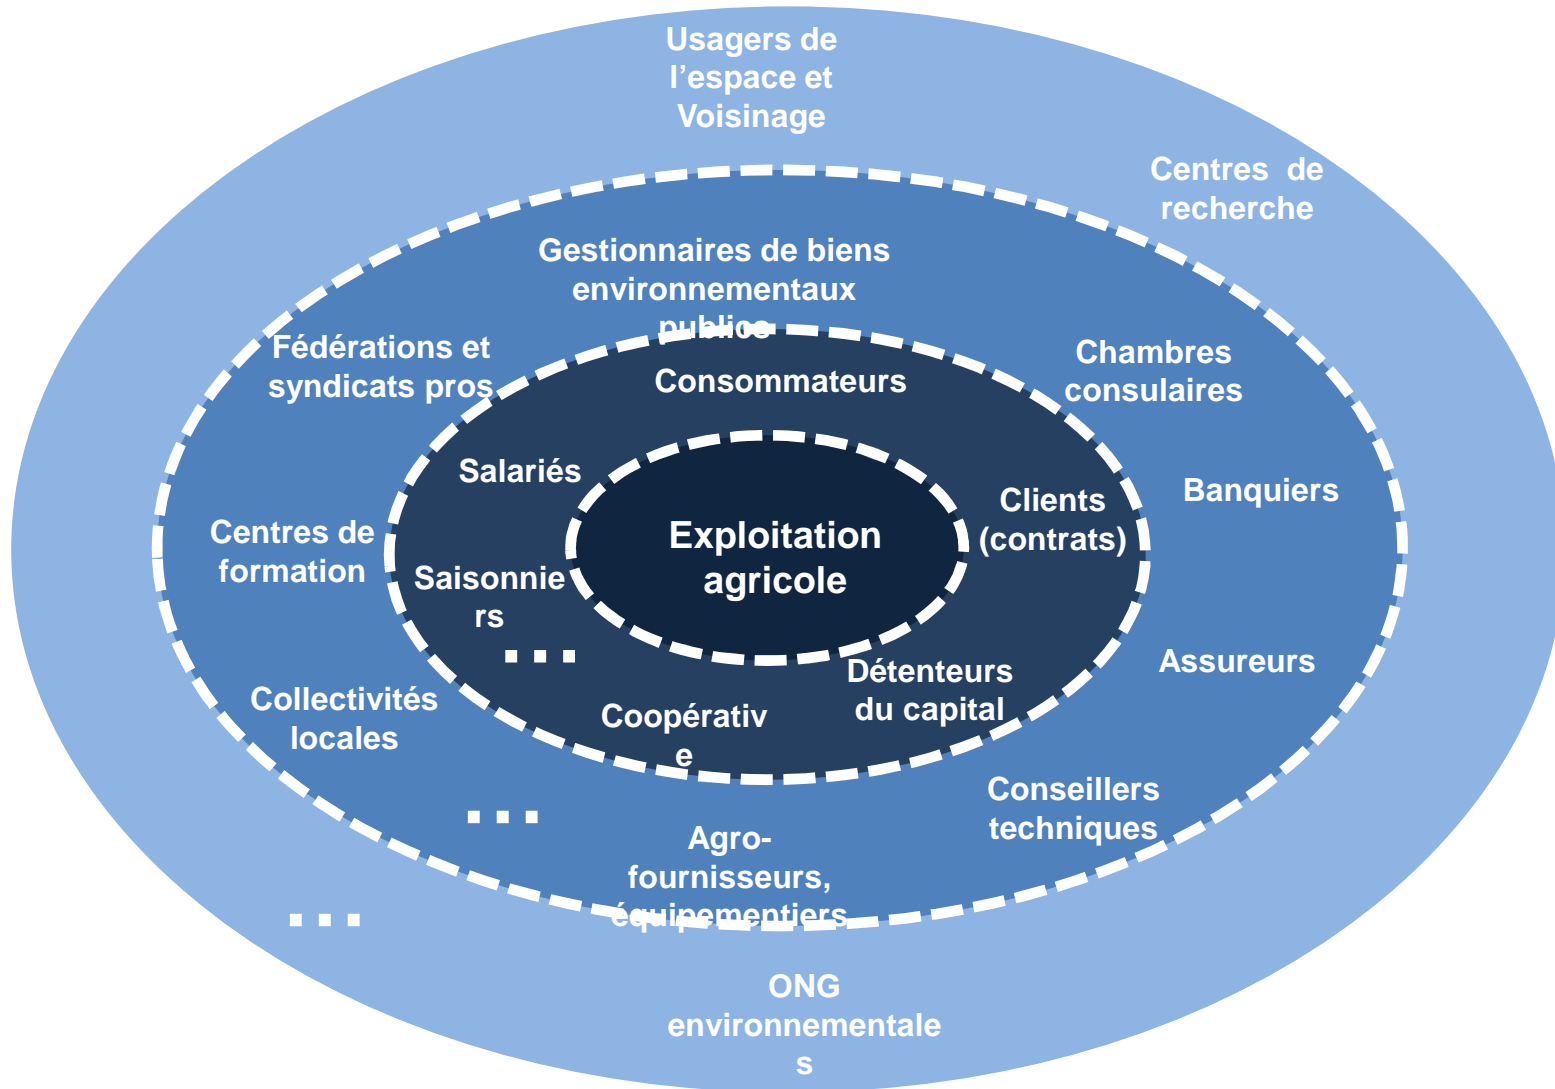 Usagers de
l’espace et
Voisinage
Centres de
recherche
Gestionnaires de biens
environnementaux
publics
Fédérations et
syndicats pros
Chambres
consulaires
Consommateurs
Salariés
Banquiers
Clients
(contrats)
Centres de
formation
Exploitation
agricole
Saisonnie
rs
...
Assureurs
Détenteurs
du capital
Collectivités
locales
Coopérativ
e
Conseillers
techniques
...
Agro-
fournisseurs,
équipementiers
...
ONG
environnementale
s